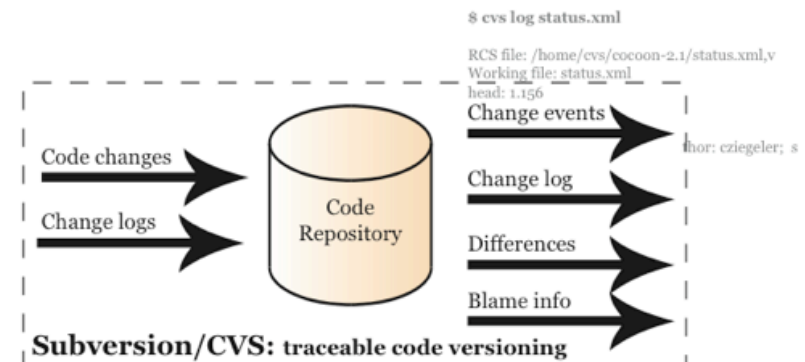 $ cvs log status.xml
RCS file: /home/cvs/cocoon-2.1/status.xml,v
Working file: status.xml
head: 1.156
Change events
thor: cziegeler; s
Code changes
Change log
Code
Repository
Change logs
Differences
Blame info
Subversion/CVS: traceable code versioning